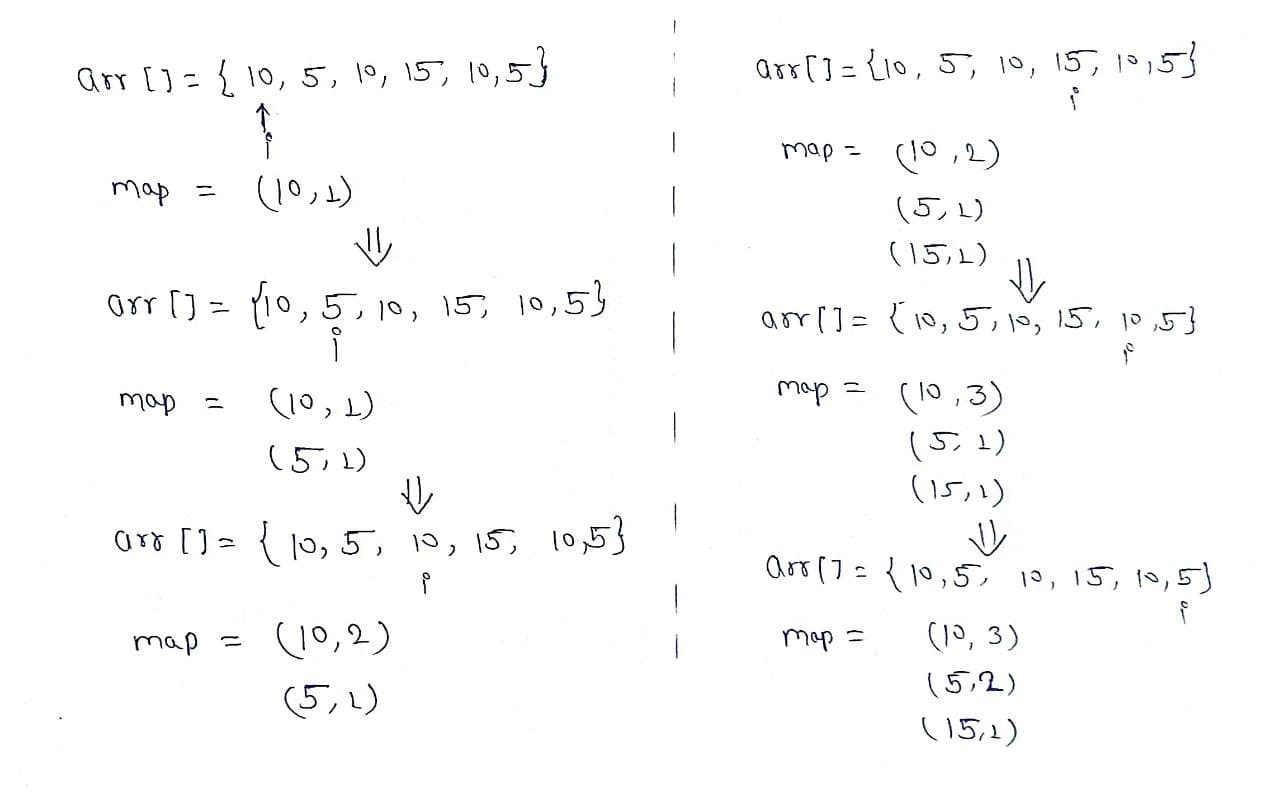 arr [] = { 10, 5, 10, 15, 10,5}
↑
i
map = (10,1)
⇓
arr [] = {10, 5, 10, 15, 10,5}
i
map = (10, 1)
(5,1)
⇓
arr [] = { 10, 5, 10, 15, 10,5}
i
map = (10,2)
(5,1)
arr[] = {10, 5, 10, 15, 10,5}
i
map = (10,2)
(5,1)
(15,1)
⇓
arr[] = {10, 5, 10, 15, 10,5}
i
map = (10,3)
(5, 1)
(15,1)
⇓
arr[] = {10,5, 10, 15, 10,5}
i
map = (10, 3)
(5,2)
(15,1)